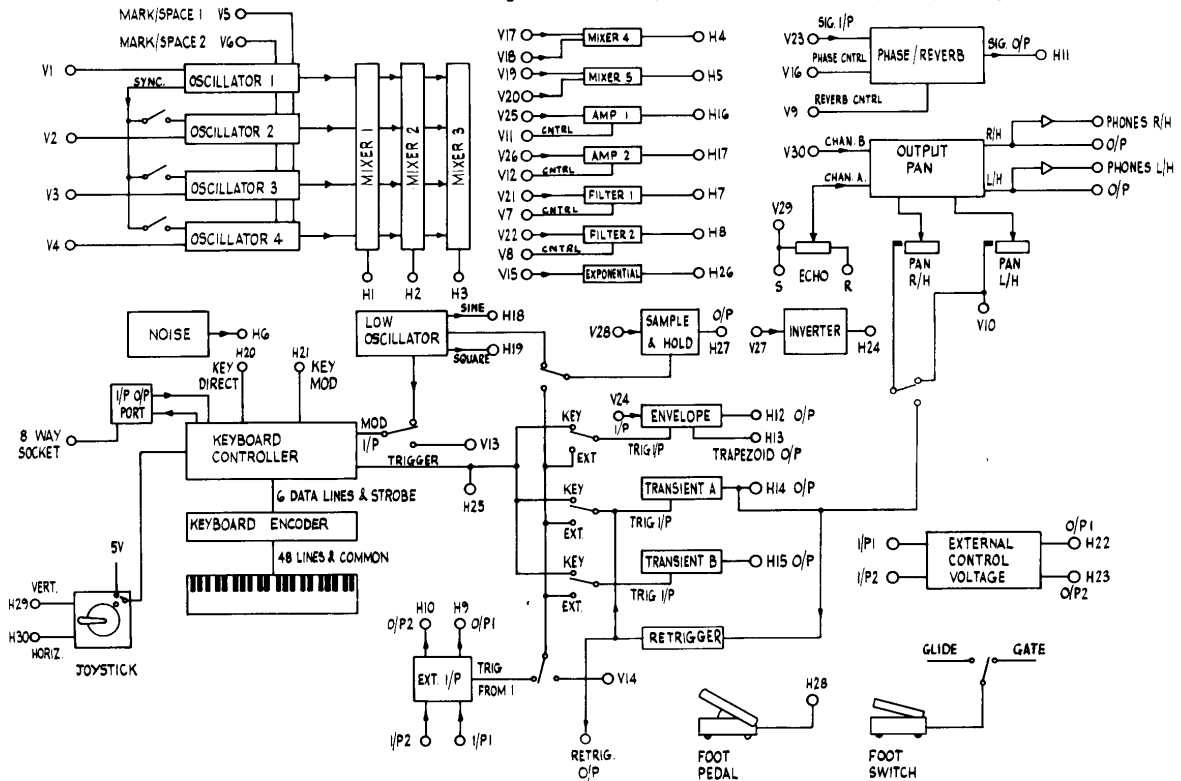 MARK/SPACE 1 V5
MARK/SPACE 2 V6
V1
SYNC.
OSCILLATOR 1
V2
OSCILLATOR 2
V3
OSCILLATOR 3
V4
OSCILLATOR 4
MIXER 1
MIXER 2
MIXER 3
H1
H2
H3
V17
V18
MIXER 4
H4
V19
V20
MIXER 5
H5
V25
AMP 1
H16
V11
CNTRL
V26
AMP 2
H17
V12
CNTRL
V21
FILTER 1
H7
V7
CNTRL
V22
FILTER 2
H8
V8
CNTRL
V15
EXPONENTIAL
H26
SIG. I/P
V23
PHASE CNTRL
V16
REVERB CNTRL
V9
PHASE/REVERB
SIG. O/P
H11
V30
CHAN. B
CHAN. A.
OUTPUT
PAN
R/H
PHONES R/H
O/P
L/H
PHONES L/H
O/P
V29
S
ECHO
R
PAN
R/H
PAN
L/H
V10
NOISE
H6
LOW
OSCILLATOR
SINE
H18
H19
SQUARE
V28
SAMPLE
& HOLD
O/P
H27
V27
INVERTER
H24
H20
KEY
DIRECT
H21
KEY
MOD
I/P O/P
PORT
8 WAY
SOCKET
KEYBOARD
CONTROLLER
MOD
I/P
V13
TRIGGER
H25
6 DATA LINES & STROBE
KEYBOARD ENCODER
48 LINES & COMMON
5V
VERT.
H29
H30
HORIZ.
JOYSTICK
KEY
EXT
V24
I/P
ENVELOPE
H12 O/P
H13
TRIG I/P
TRAPEZOID O/P
KEY
EXT.
TRANSIENT A
H14 O/P
TRIG I/P
KEY
EXT.
TRANSIENT B
H15 O/P
TRIG I/P
RETRIGGER
RETRIG.
O/P
H10
O/P2
H9
O/P1
EXT. I/P
TRIG
FROM 1
V14
I/P2
I/P1
I/P1
I/P2
EXTERNAL
CONTROL
VOLTAGE
O/P1
H22
H23
O/P2
H28
FOOT
PEDAL
GLIDE
GATE
FOOT
SWITCH